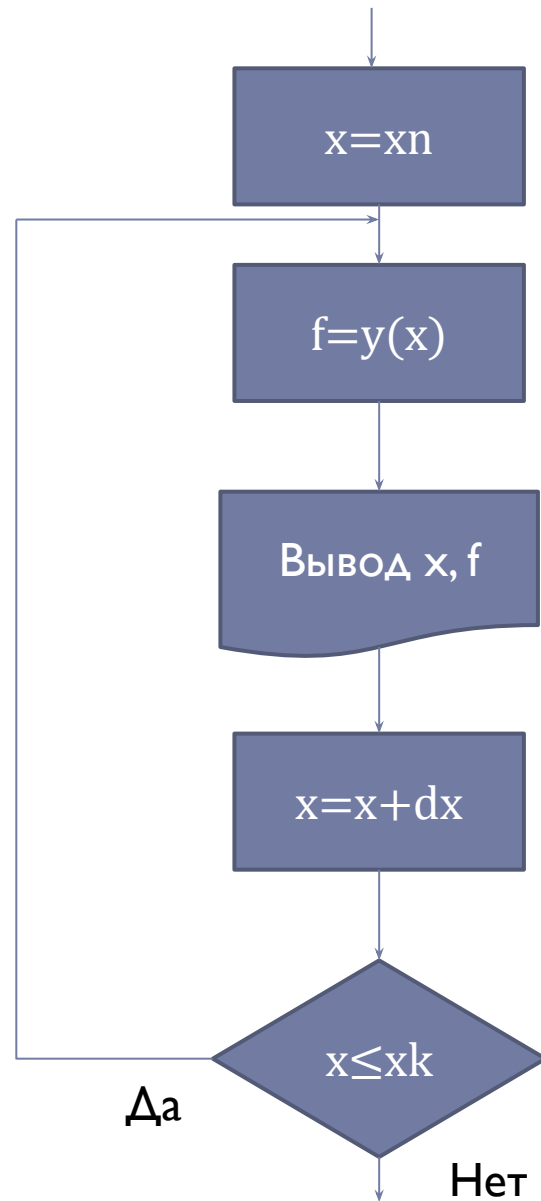 x=xn
f=y(x)
Вывод x, f
x=x+dx
x≤xk
Да
Нет